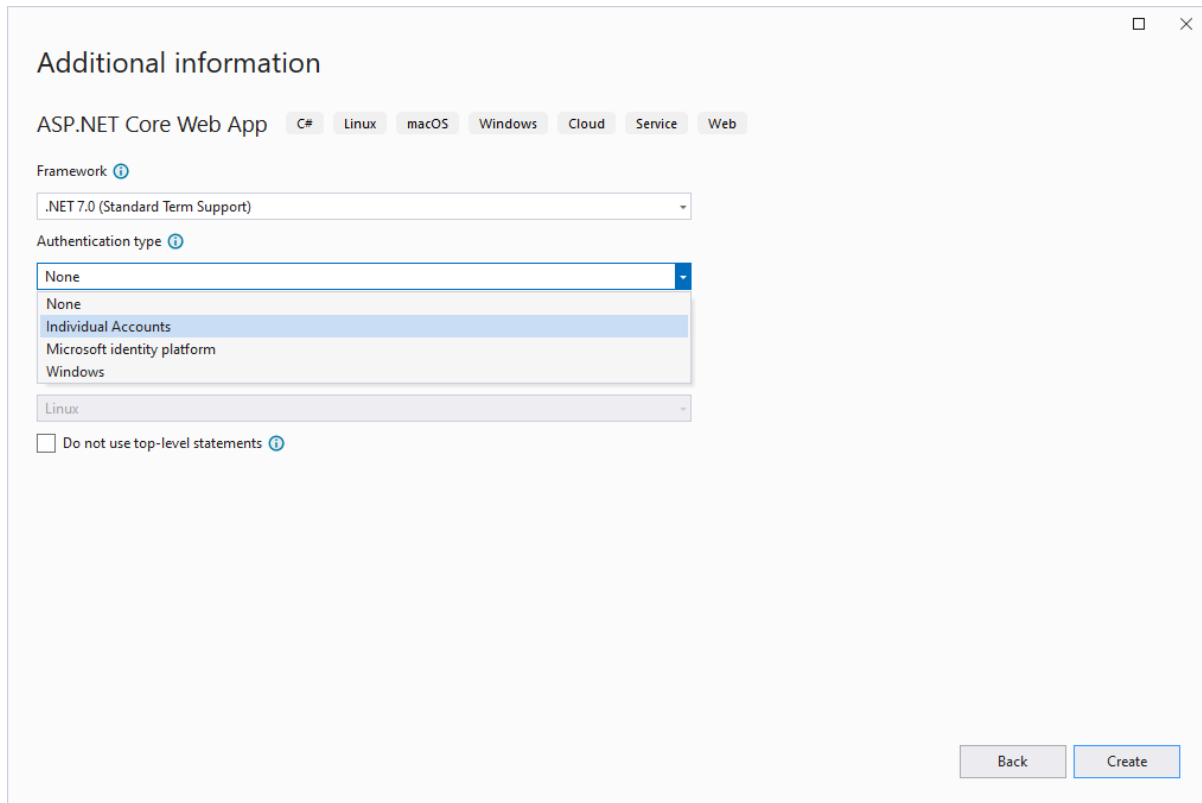 Additional information
ASP.NET Core Web App C# Linux macOS Windows Cloud Service Web
Framework
.NET 7.0 (Standard Term Support)
Authentication type
None
None
Individual Accounts
Microsoft identity platform
Windows
Linux
Do not use top-level statements
Back Create